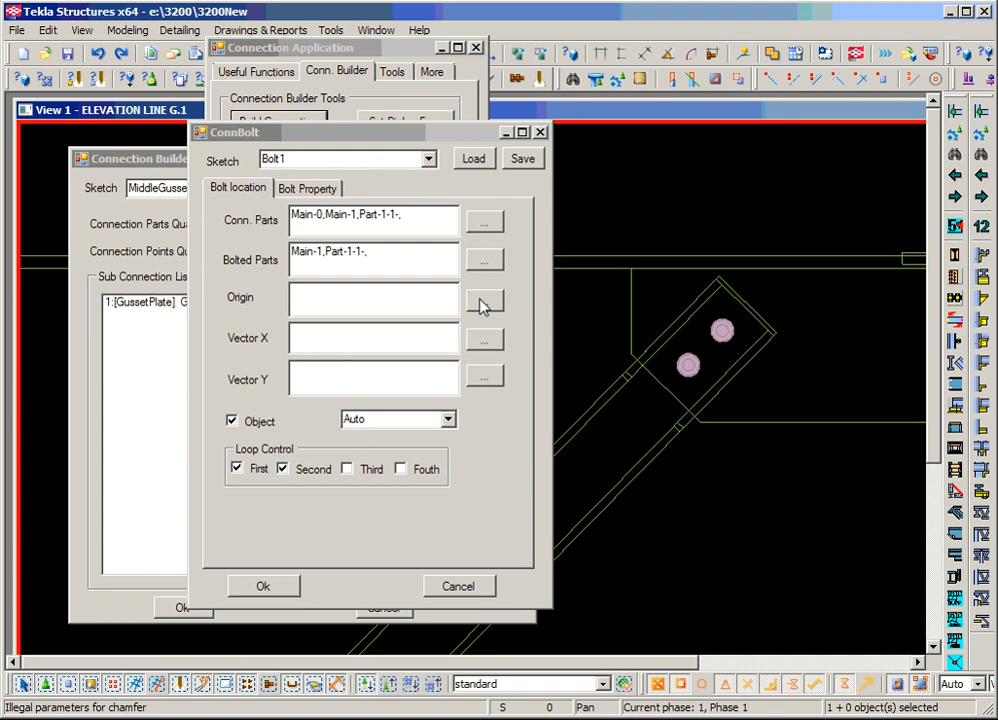 Tekla Structures x64 - e:\3200\3200New
File Edit View Modeling Detailing Drawings & Reports Tools Window Help
Connection Application
Useful Functions Conn. Builder Tools More
Connection Builder Tools
View 1 - ELEVATION LINE G.1
ConnBolt
Connection Builde
Sketch Bolt1 Load Save
Sketch MiddleGusse
Bolt location Bolt Property
Conn. Parts Main-0,Main-1,Part-1-1-, ...
Connection Parts Qua
Bolted Parts Main-1,Part-1-1-, ...
Connection Points Qu
Sub Connection Lis
Origin
1:[GussetPlate] G
Vector X ...
Vector Y ...
Object Auto
Loop Control
First Second Third Fouth
Ok Cancel
standard
Auto
Illegal parameters for chamfer S 0 Pan Current phase: 1, Phase 1 1 + 0 object(s) selected